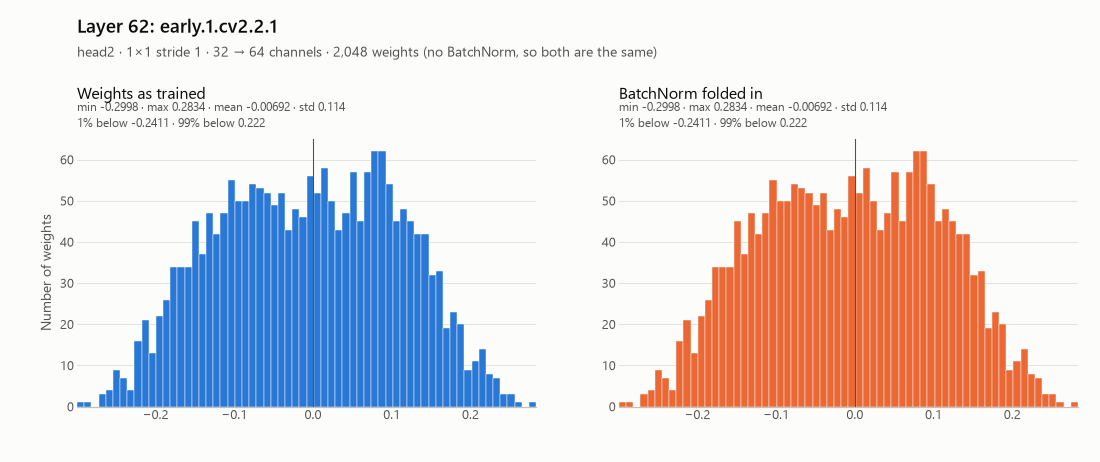 Layer 62: early.1.cv2.2.1
head2 · 1×1 stride 1 · 32 → 64 channels · 2,048 weights (no BatchNorm, so both are the same)
Weights as trained
min -0.2998 · max 0.2834 · mean -0.00692 · std 0.114
1% below -0.2411 · 99% below 0.222
Number of weights
60
50
40
30
20
10
0
−0.2
−0.1
0.0
0.1
0.2
BatchNorm folded in
min -0.2998 · max 0.2834 · mean -0.00692 · std 0.114
1% below -0.2411 · 99% below 0.222
60
50
40
30
20
10
0
−0.2
−0.1
0.0
0.1
0.2